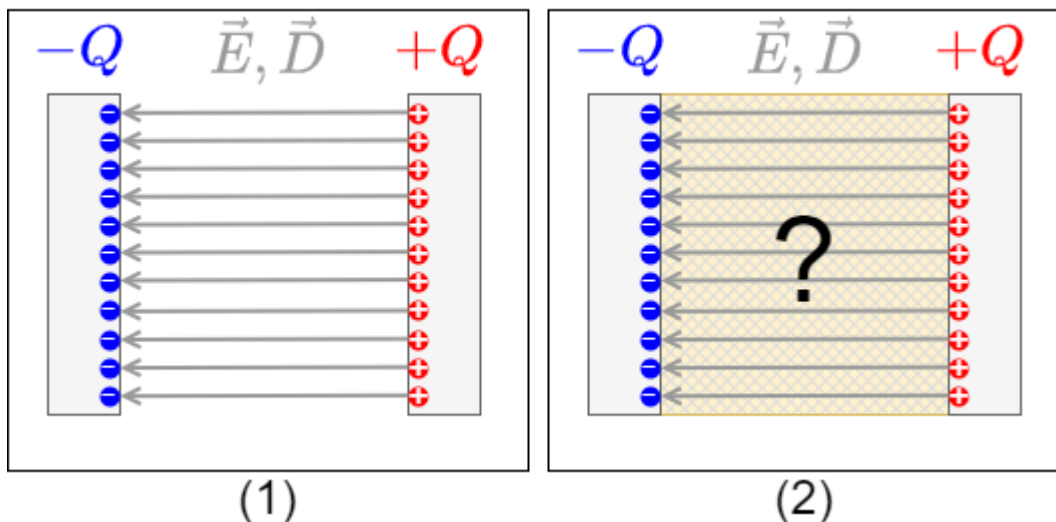 −Q E⃗, D⃗ +Q
−Q E⃗, D⃗ +Q
?
(1)
(2)